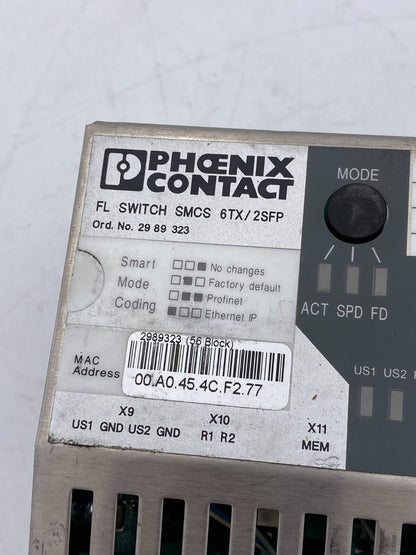 PHŒNIX
CONTACT
FL SWITCH SMCS 6TX/2SFP
Ord. No. 29 89 323
MODE
Smart
Mode
Coding
No changes
Factory default
Profinet
Ethernet IP
ACT SPD FD
2989323 (56 Block)
MAC
Address
00.A0.45.4C.F2.77
US1 US2
X9
US1 GND US2 GND
X10
R1 R2
X11
MEM